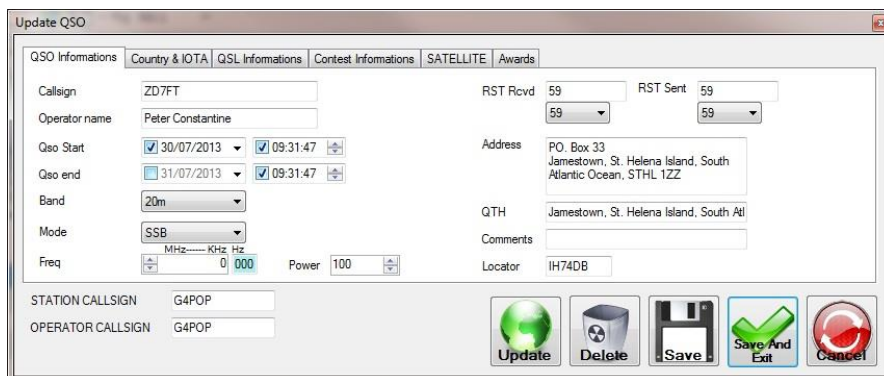 Update QSO
QSO Informations Country & IOTA QSL Informations Contest Informations SATELLITE Awards
Callsign ZD7FT
Operator name Peter Constantine
Qso Start 30/07/2013 09:31:47
Qso end 31/07/2013 09:31:47
Band 20m
Mode SSB
MHz------ KHz Hz
Freq 0 000 Power 100
RST Rcvd 59 RST Sent 59
59 59
Address PO. Box 33
Jamestown, St. Helena Island, South
Atlantic Ocean, STHL 1ZZ
QTH Jamestown, St. Helena Island, South Atl
Comments
Locator IH74DB
STATION CALLSIGN G4POP
OPERATOR CALLSIGN G4POP
Update Delete Save Save And
Exit Cancel